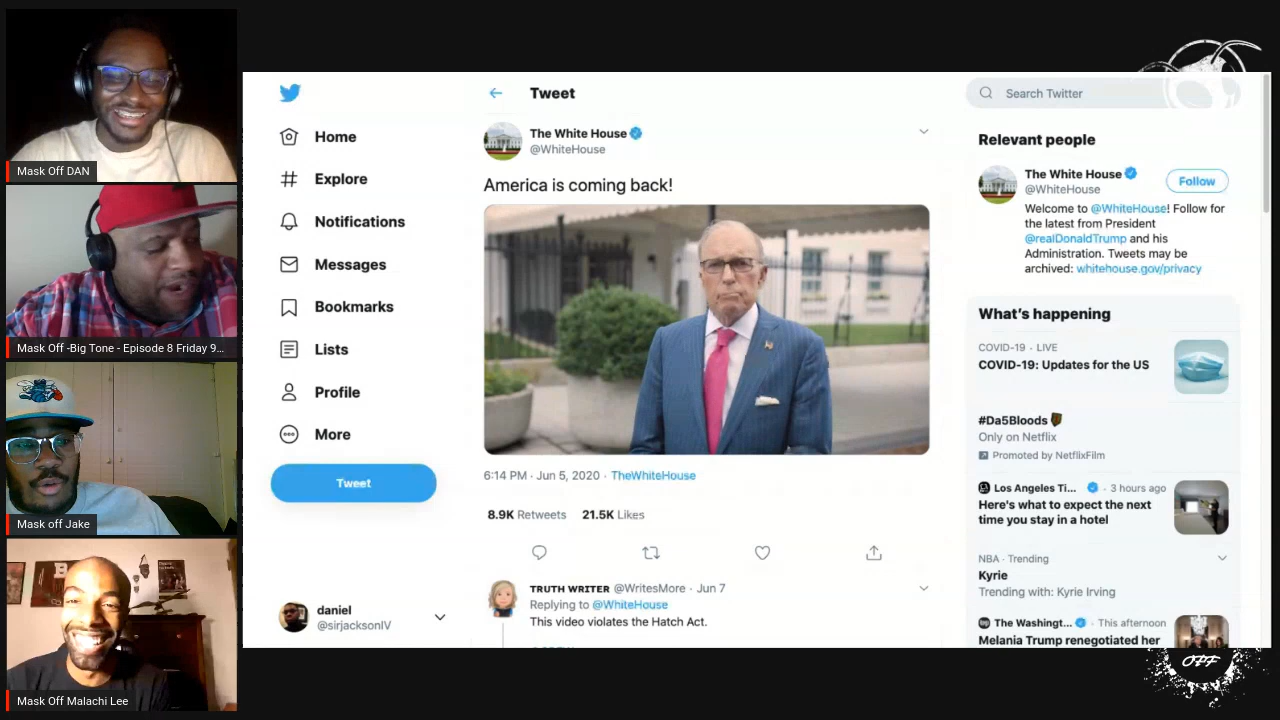 Mask Off DAN
Mask Off -Big Tone - Episode 8 Friday 9...
Mask off Jake
Mask Off Malachi Lee
Home
Explore
Notifications
Messages
Bookmarks
Lists
Profile
More
Tweet
daniel
@sirjacksonIV
Tweet
The White House
@WhiteHouse
America is coming back!
6:14 PM · Jun 5, 2020 · TheWhiteHouse
8.9K Retweets 21.5K Likes
TRUTH WRITER @WritesMore · Jun 7
Replying to @WhiteHouse
This video violates the Hatch Act.
Search Twitter
Relevant people
The White House
@WhiteHouse
Follow
Welcome to @WhiteHouse! Follow for
the latest from President
@realDonaldTrump and his
Administration. Tweets may be
archived: whitehouse.gov/privacy
What's happening
COVID-19 · LIVE
COVID-19: Updates for the US
#Da5Bloods
Only on Netflix
Promoted by NetflixFilm
Los Angeles Ti... · 3 hours ago
Here's what to expect the next
time you stay in a hotel
NBA · Trending
Kyrie
Trending with: Kyrie Irving
The Washingt... · This afternoon
Melania Trump renegotiated her
OFF